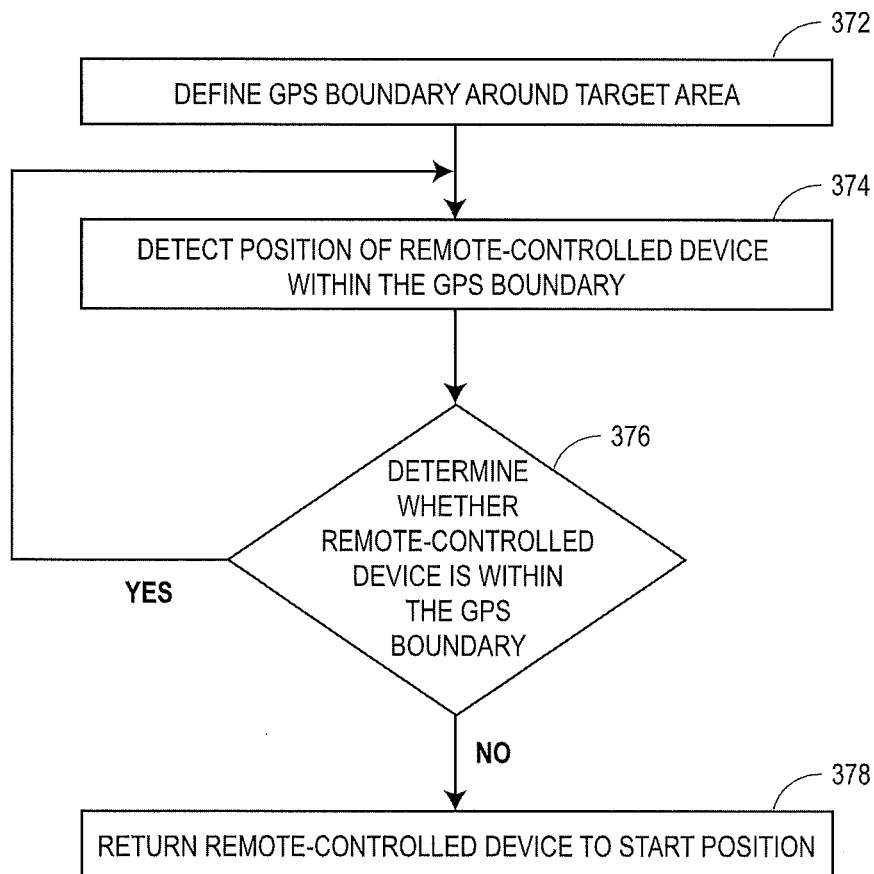 372
DEFINE GPS BOUNDARY AROUND TARGET AREA
374
DETECT POSITION OF REMOTE-CONTROLLED DEVICE
WITHIN THE GPS BOUNDARY
376
DETERMINE
WHETHER
REMOTE-CONTROLLED
DEVICE IS WITHIN
THE GPS
BOUNDARY
YES
NO
378
RETURN REMOTE-CONTROLLED DEVICE TO START POSITION